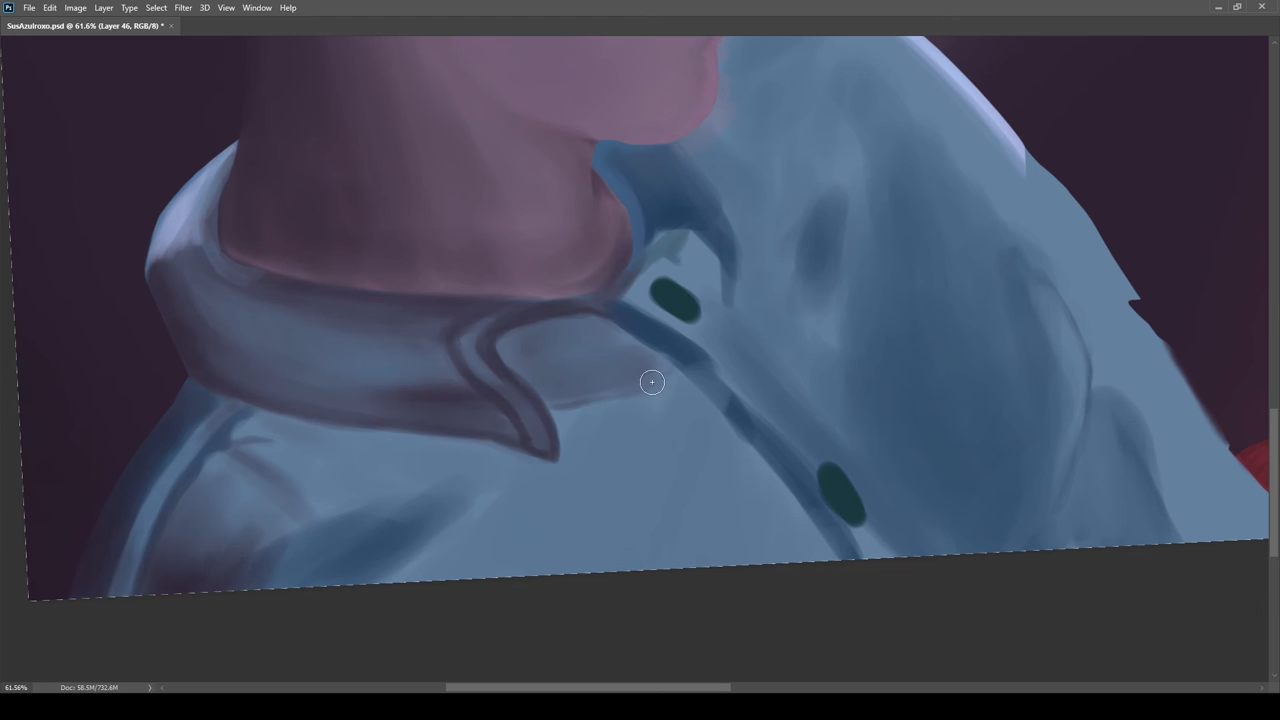 Ps File Edit Image Layer Type Select Filter 3D View Window Help
SusAzulroxo.psd @ 61.6% (Layer 46, RGB/8) * ×
61.56% Doc: 58.5M/732.6M